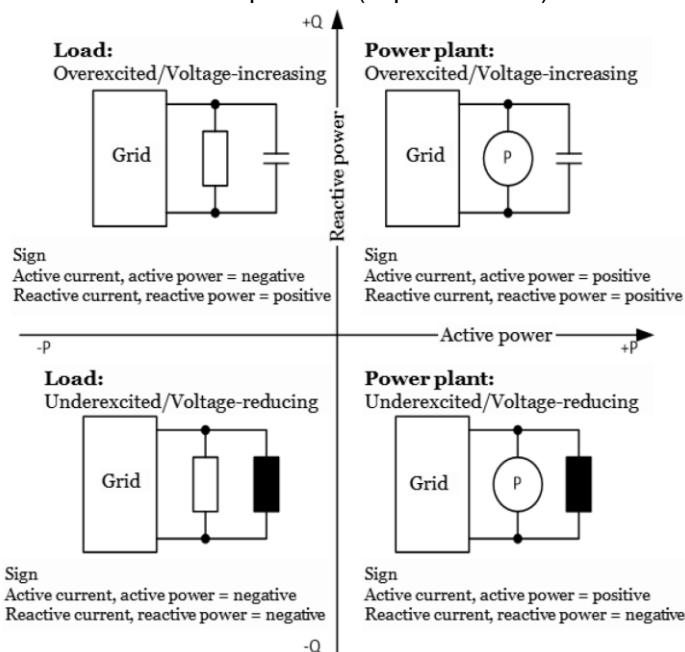 +Q
Load:
Overexcited/Voltage-increasing
Grid
Sign
Active current, active power = negative
Reactive current, reactive power = positive
Power plant:
Overexcited/Voltage-increasing
Grid
P
Sign
Active current, active power = positive
Reactive current, reactive power = positive
Reactive power
Active power
-P
+P
Load:
Underexcited/Voltage-reducing
Grid
Sign
Active current, active power = negative
Reactive current, reactive power = negative
Power plant:
Underexcited/Voltage-reducing
Grid
P
Sign
Active current, active power = positive
Reactive current, reactive power = negative
-Q